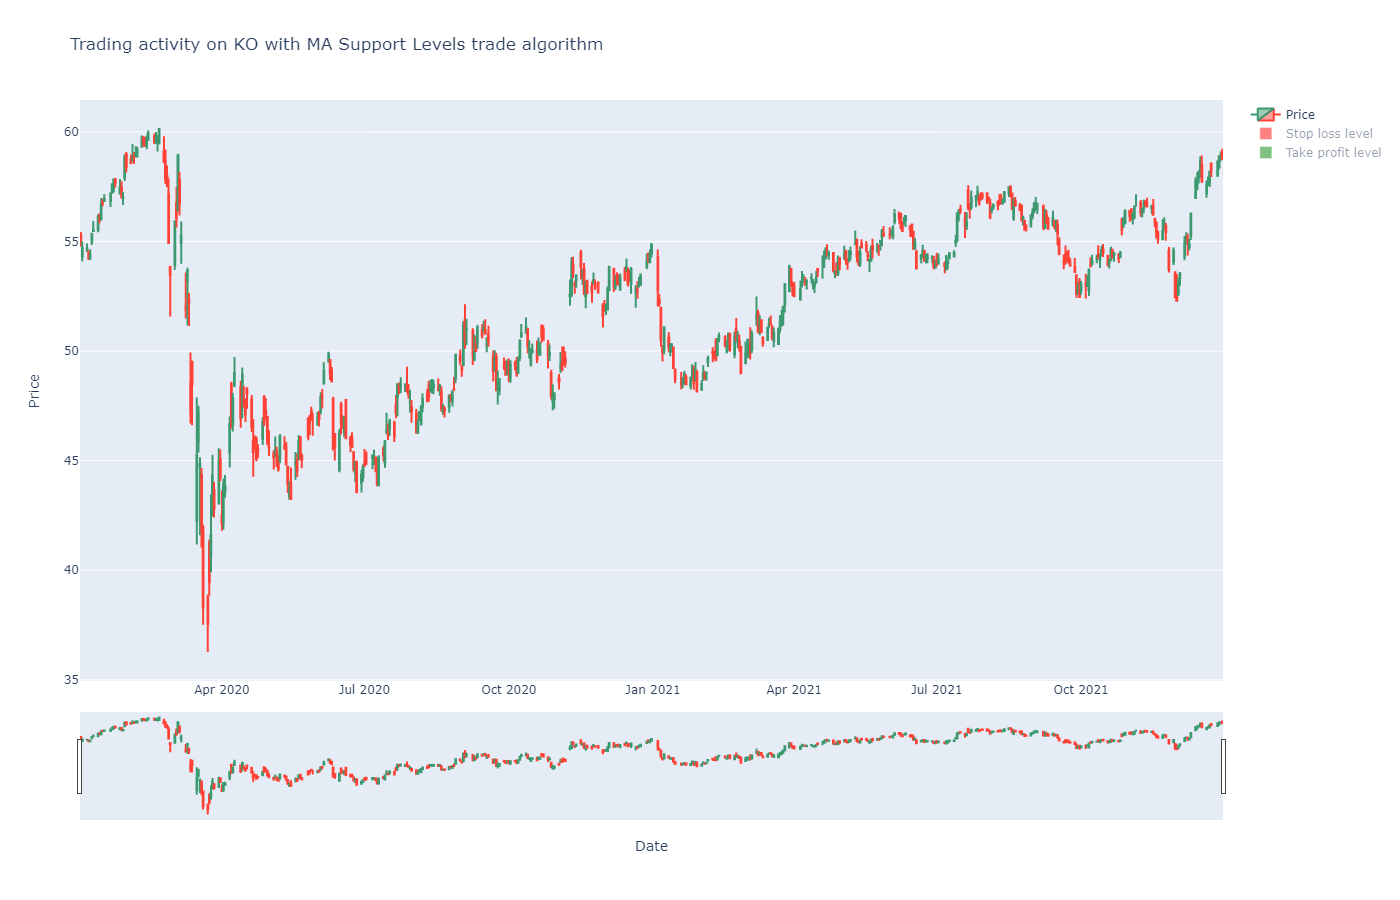 Trading activity on KO with MA Support Levels trade algorithm
Price
Stop loss level
Take profit level
60
55
50
45
40
35
Price
Apr 2020
Jul 2020
Oct 2020
Jan 2021
Apr 2021
Jul 2021
Oct 2021
Date